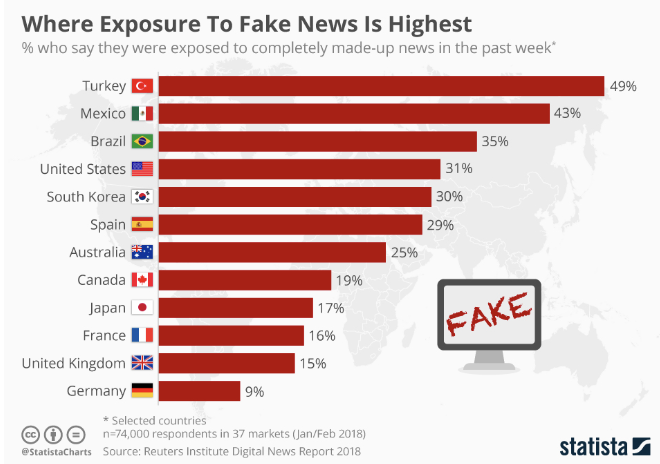 Where Exposure To Fake News Is Highest
% who say they were exposed to completely made-up news in the past week*
Turkey 49%
Mexico 43%
Brazil 35%
United States 31%
South Korea 30%
Spain 29%
Australia 25%
Canada 19%
Japan 17%
France 16%
United Kingdom 15%
Germany 9%
FAKE
* Selected countries
n=74,000 respondents in 37 markets (Jan/Feb 2018)
@StatistaCharts Source: Reuters Institute Digital News Report 2018
cc
statista